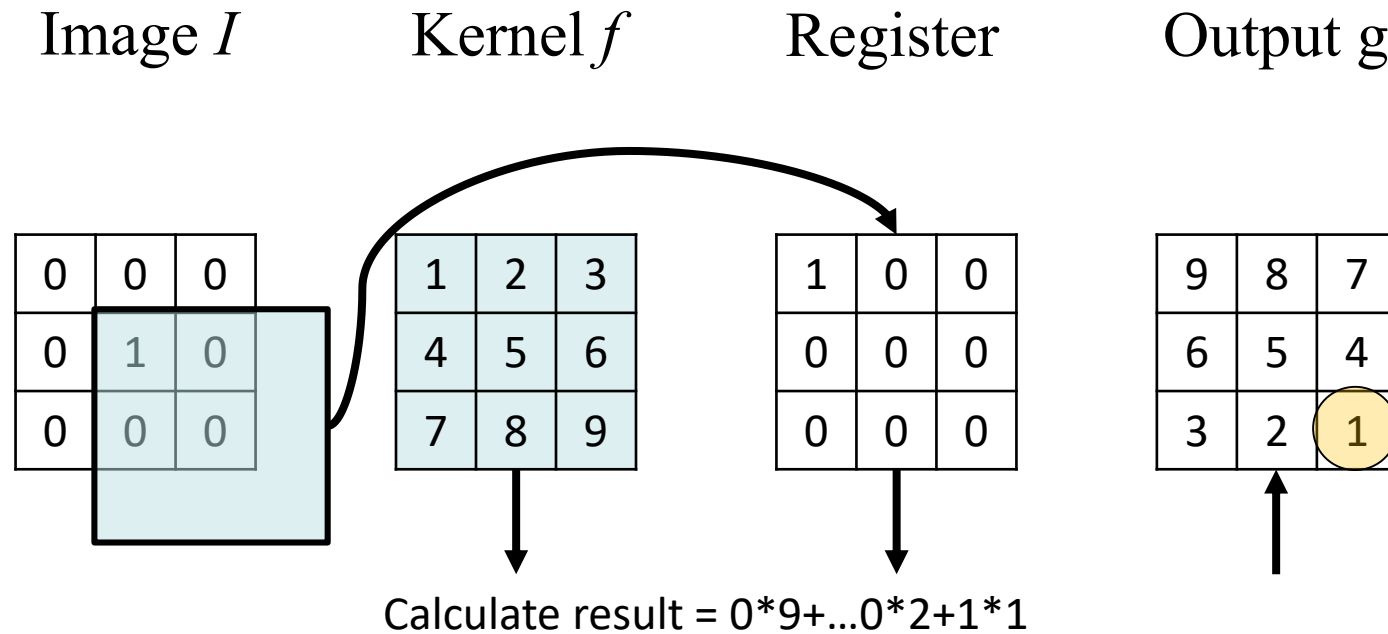 Image I Kernel f Register Output g
0 0 0 1 2 3 1 0 0 9 8 7
0 1 0 4 5 6 0 0 0 6 5 4
0 0 0 7 8 9 0 0 0 3 2 1
Calculate result = 0*9+...0*2+1*1